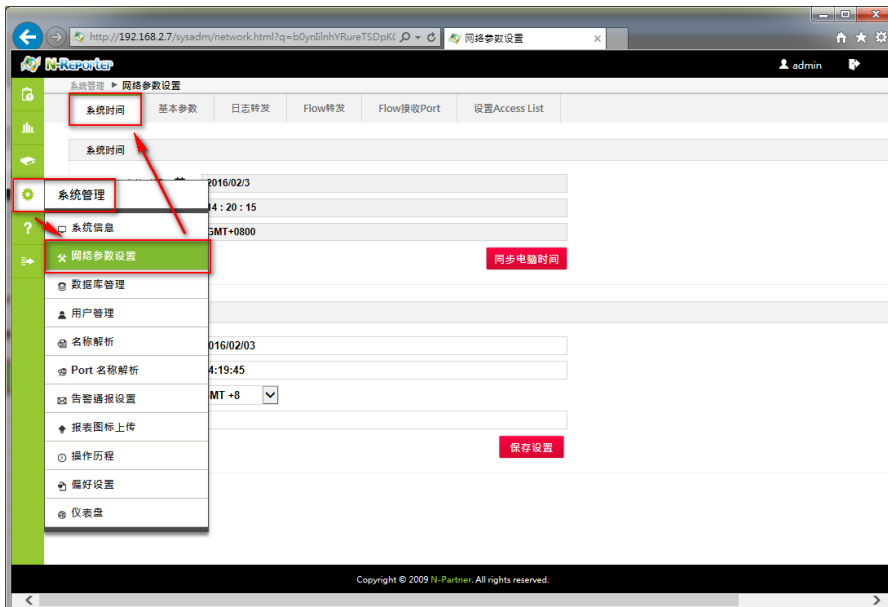 http://192.168.2.7/sysadm/network.html?q=b0ynIilnhYRureTSDpK(
网络参数设置
N-Reporter
admin
系统管理 ▶ 网络参数设置
系统时间 基本参数 日志转发 Flow转发 Flow接收Port 设置Access List
系统时间
2016/02/3
14 : 20 : 15
GMT+0800
同步电脑时间
系统管理
系统信息
网络参数设置
数据库管理
用户管理
名称解析
Port 名称解析
告警通报设置
报表图标上传
操作历程
偏好设置
仪表盘
016/02/03
4:19:45
MT +8
保存设置
Copyright © 2009 N-Partner. All rights reserved.